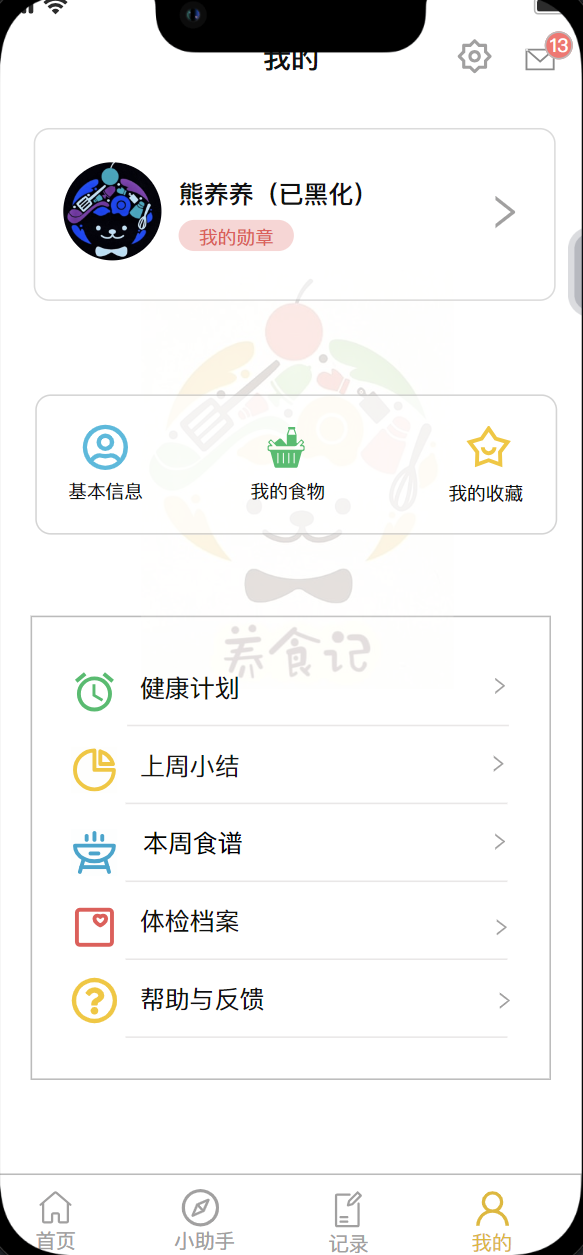 我的
13
熊养养（已黑化）
我的勋章
基本信息
我的食物
我的收藏
养食记
健康计划
上周小结
本周食谱
体检档案
帮助与反馈
首页
小助手
记录
我的